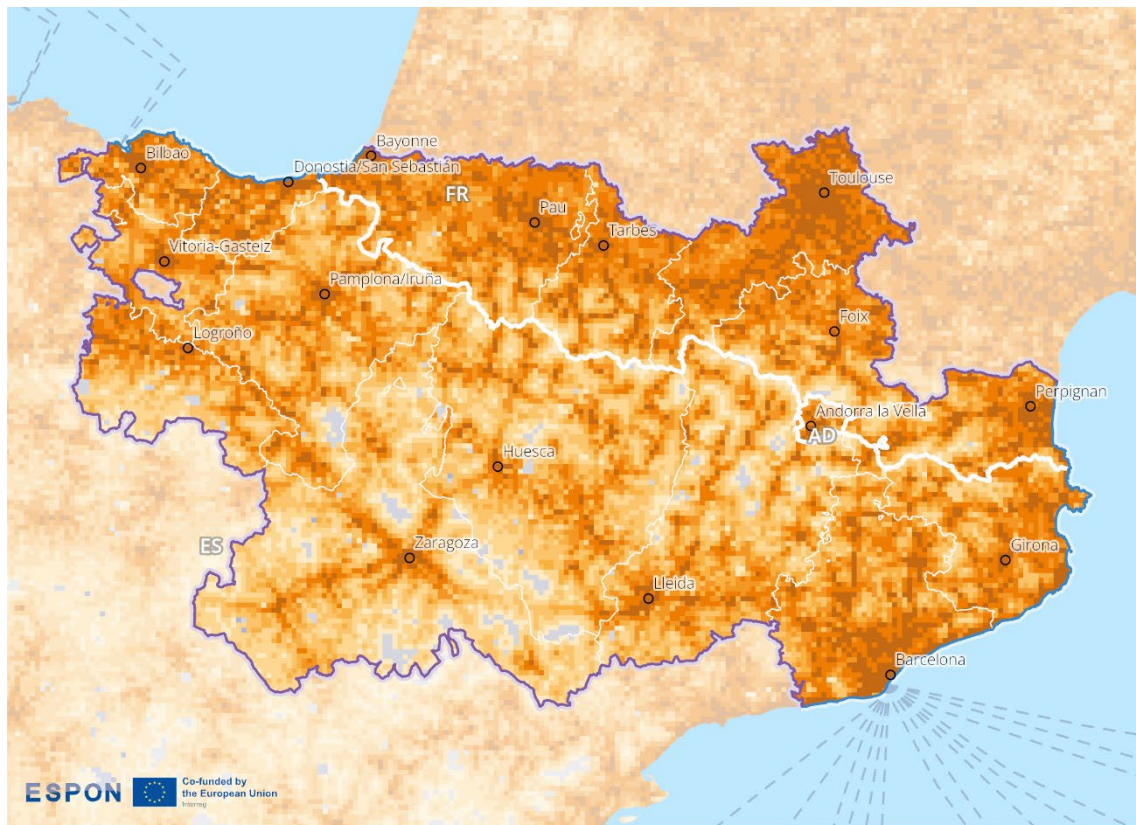 Bayonne
Bilbao
Donostia/San Sebastián
Toulouse
FR
Pau
Tarbes
Vitoria-Gasteiz
Pamplona/Iruña
Foix
Logroño
Perpignan
Andorra la Vella
AD
Huesca
ES
Zaragoza
Girona
Lleida
Barcelona
ESPON
Co-funded by
the European Union
Interreg